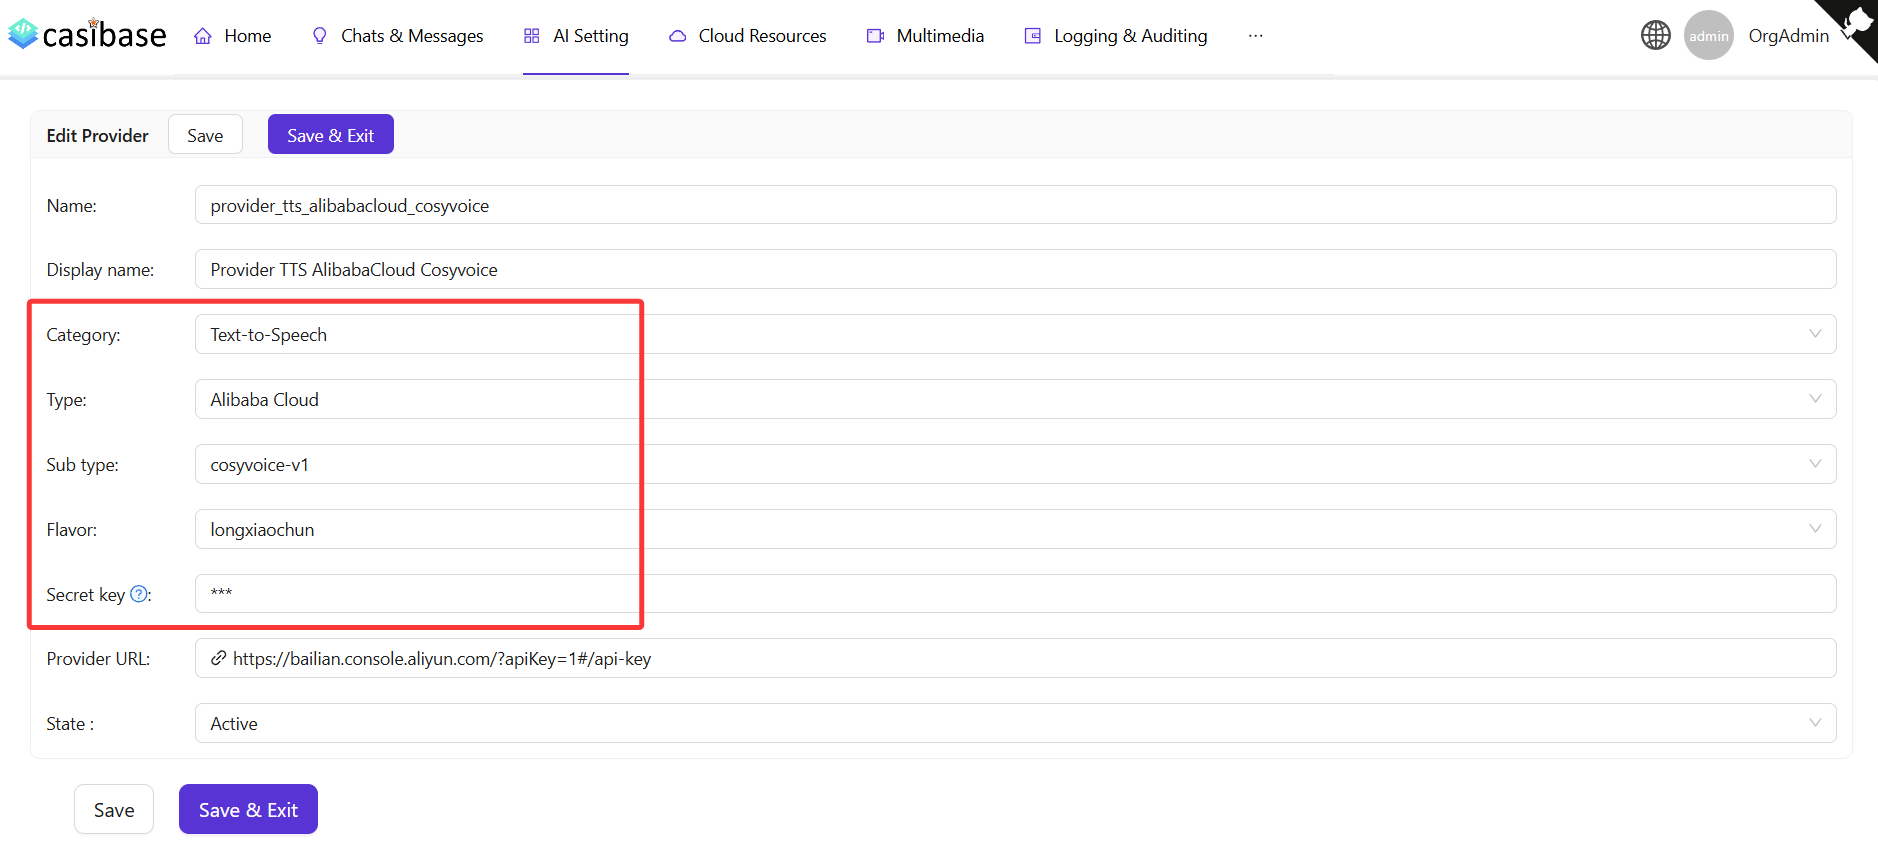 casibase Home Chats & Messages AI Setting Cloud Resources Multimedia Logging & Auditing ··· admin OrgAdmin
Edit Provider Save Save & Exit
Name: provider_tts_alibabacloud_cosyvoice
Display name: Provider TTS AlibabaCloud Cosyvoice
Category: Text-to-Speech
Type: Alibaba Cloud
Sub type: cosyvoice-v1
Flavor: longxiaochun
Secret key ?: ***
Provider URL: https://bailian.console.aliyun.com/?apiKey=1#/api-key
State : Active
Save Save & Exit